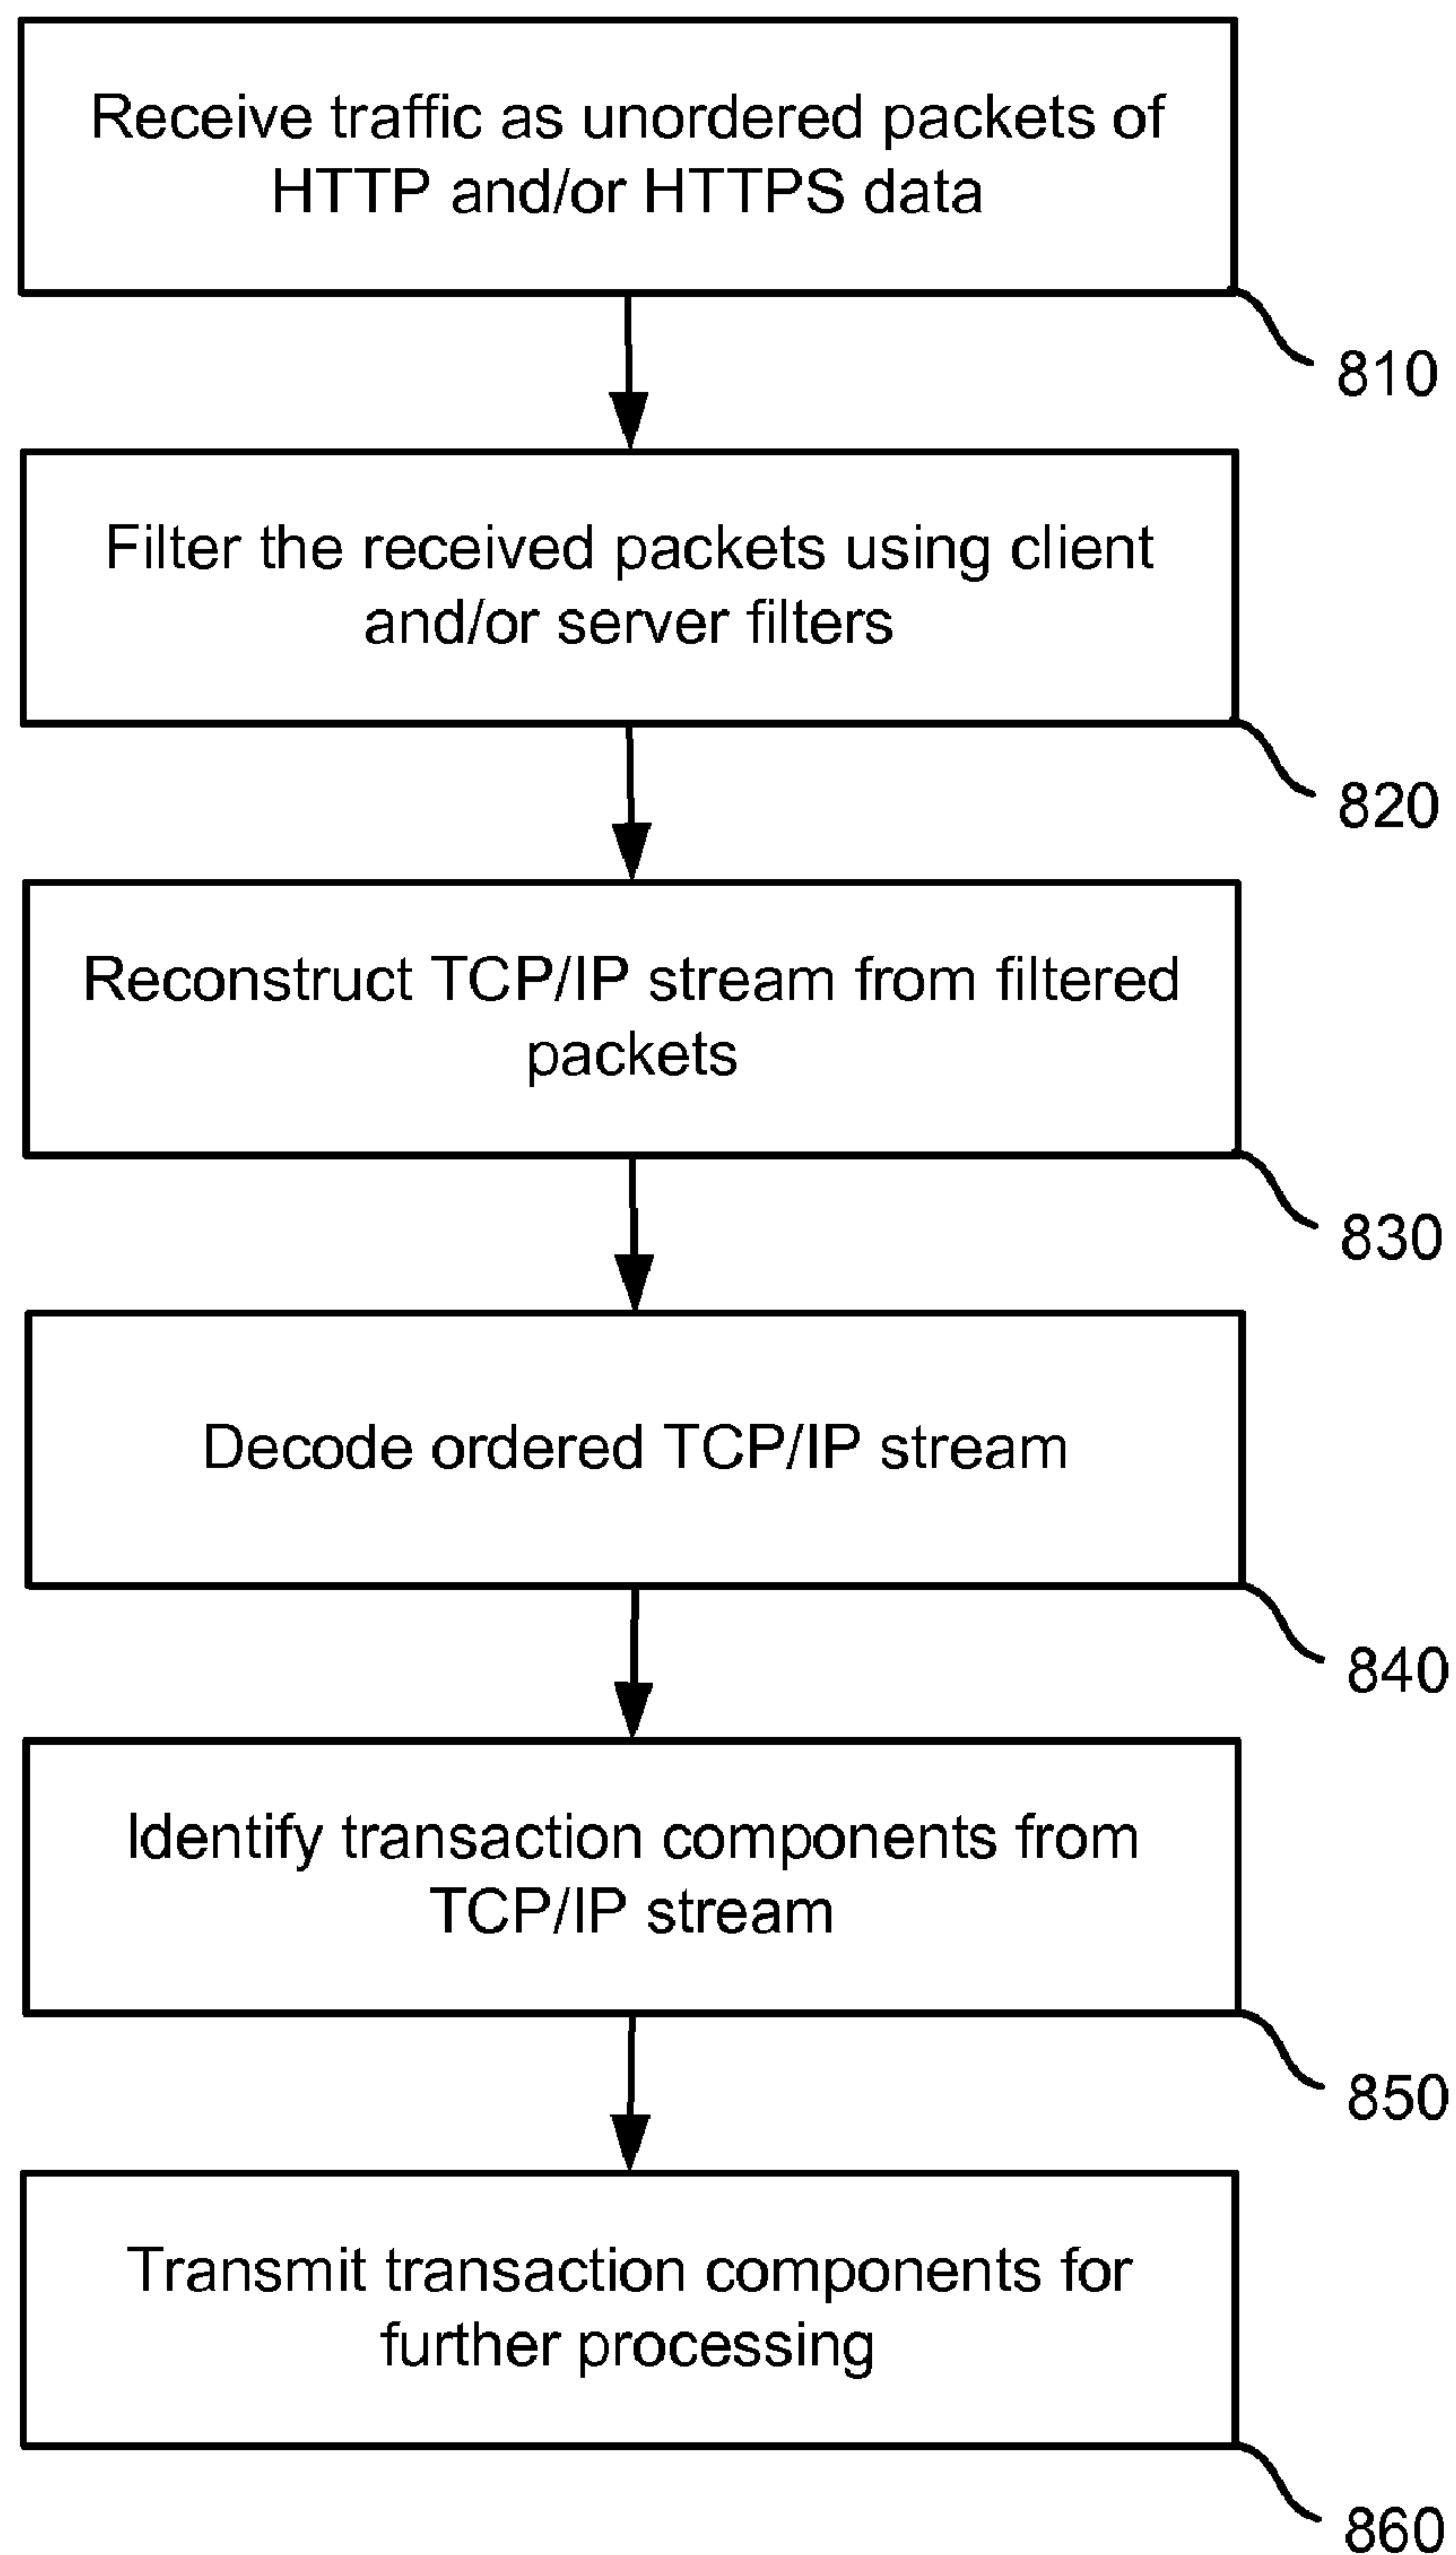 Receive traffic as unordered packets of
HTTP and/or HTTPS data
810
Filter the received packets using client
and/or server filters
820
Reconstruct TCP/IP stream from filtered
packets
830
Decode ordered TCP/IP stream
840
Identify transaction components from
TCP/IP stream
850
Transmit transaction components for
further processing
860